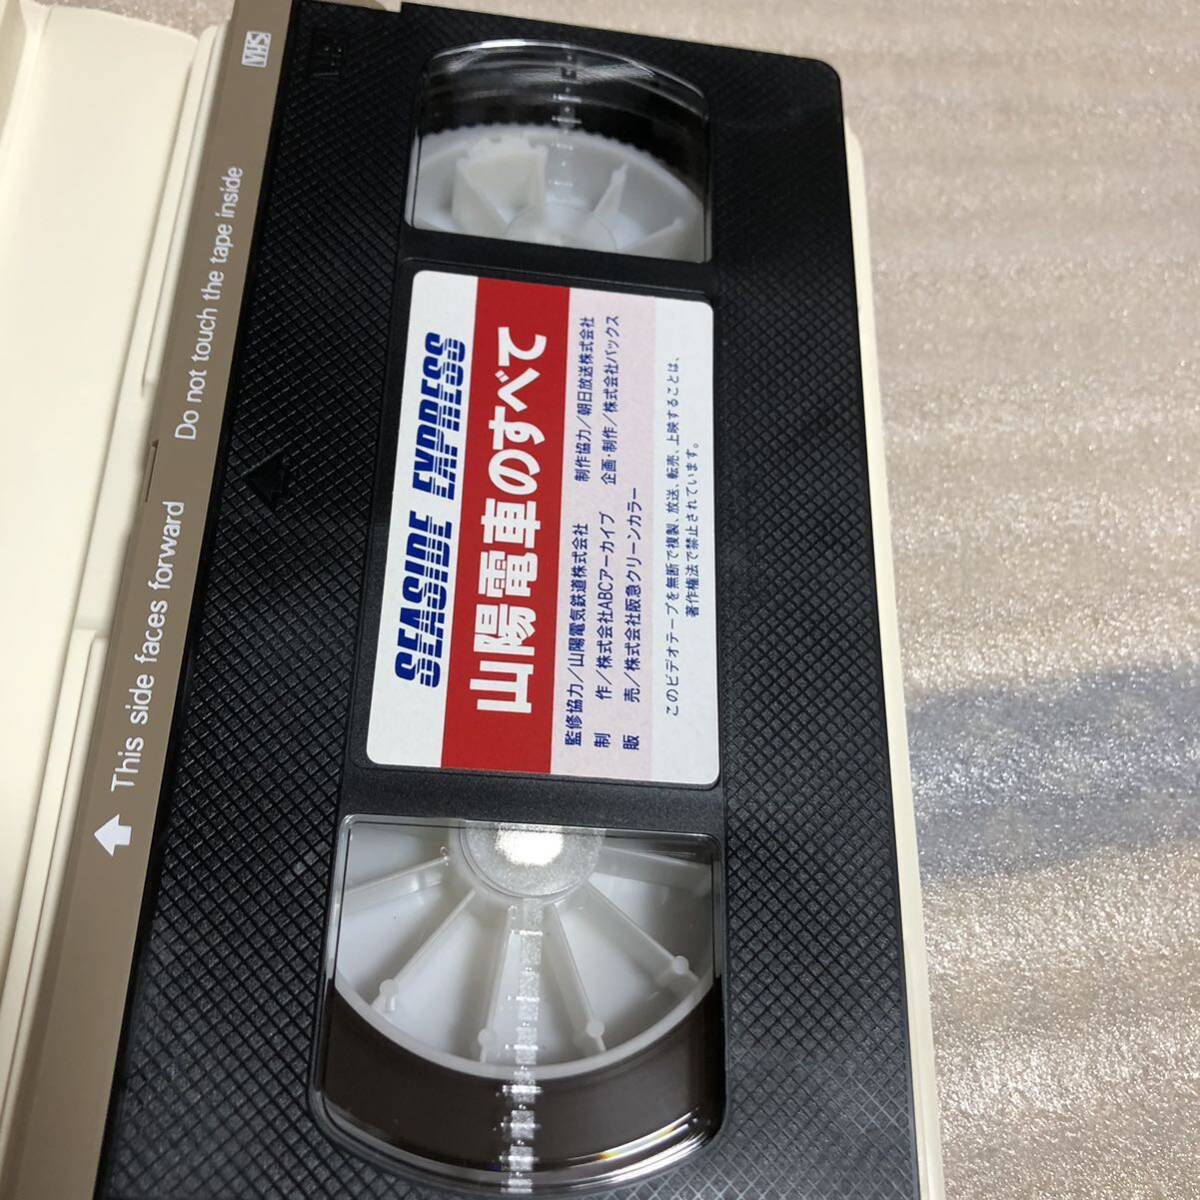 VHS
↑ This side faces forward Do not touch the tape inside
SEASIDE EXPRESS
山陽電車のすべて
監修協力／山陽電気鉄道株式会社 制作協力／朝日放送株式会社
制 作／株式会社ABCアーカイブ 企画・制作／株式会社パックス
販 売／株式会社阪急クリーンカラー
このビデオテープを無断で複製、放送、転売、上映することは、
著作権法で禁止されています。